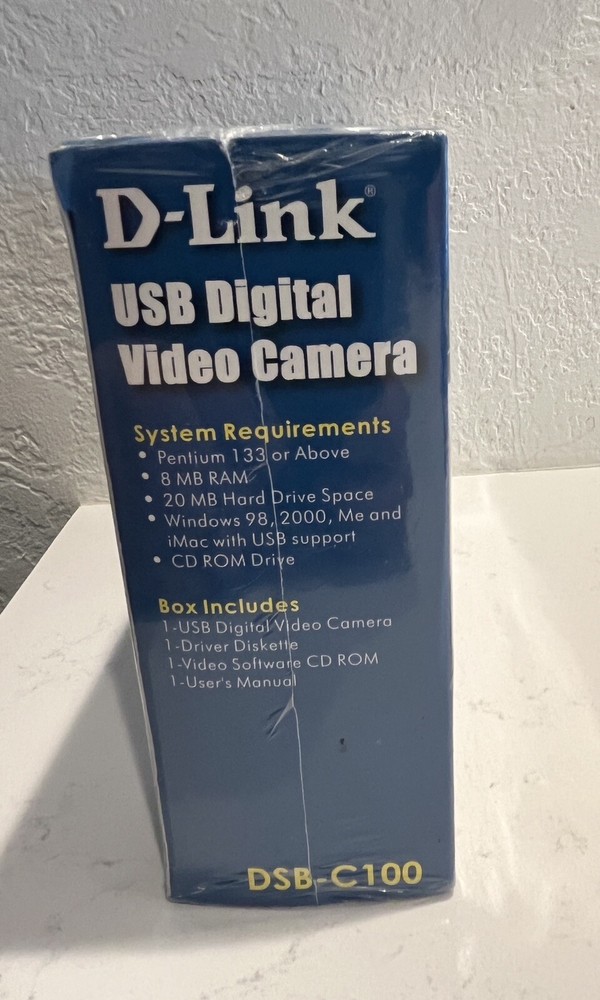 D-Link®
USB Digital
Video Camera
System Requirements
• Pentium 133 or Above
• 8 MB RAM
• 20 MB Hard Drive Space
• Windows 98, 2000, Me and
iMac with USB support
• CD ROM Drive
Box Includes
1-USB Digital Video Camera
1-Driver Diskette
1-Video Software CD ROM
1-User's Manual
DSB-C100